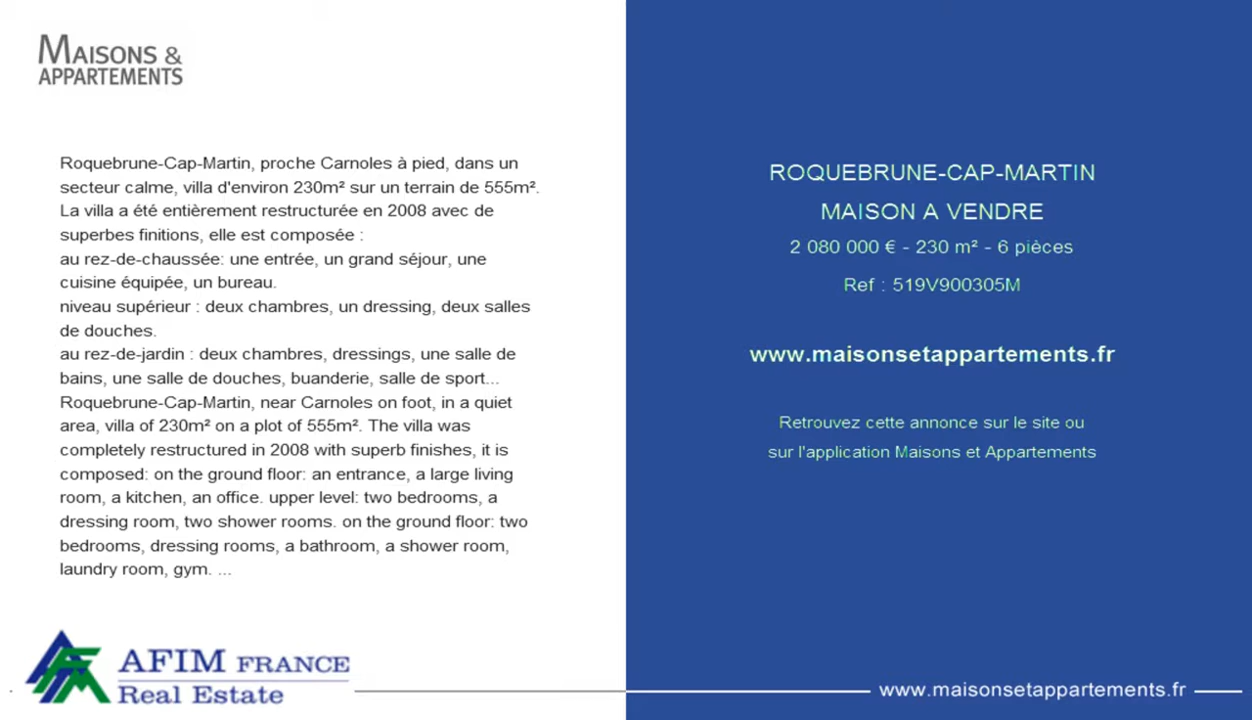 MAISONS &
APPARTEMENTS
Roquebrune-Cap-Martin, proche Carnoles à pied, dans un
secteur calme, villa d'environ 230m² sur un terrain de 555m².
La villa a été entièrement restructurée en 2008 avec de
superbes finitions, elle est composée :
au rez-de-chaussée: une entrée, un grand séjour, une
cuisine équipée, un bureau.
niveau supérieur : deux chambres, un dressing, deux salles
de douches.
au rez-de-jardin : deux chambres, dressings, une salle de
bains, une salle de douches, buanderie, salle de sport...
Roquebrune-Cap-Martin, near Carnoles on foot, in a quiet
area, villa of 230m² on a plot of 555m². The villa was
completely restructured in 2008 with superb finishes, it is
composed: on the ground floor: an entrance, a large living
room, a kitchen, an office. upper level: two bedrooms, a
dressing room, two shower rooms. on the ground floor: two
bedrooms, dressing rooms, a bathroom, a shower room,
laundry room, gym. ...
AFIM FRANCE
Real Estate
ROQUEBRUNE-CAP-MARTIN
MAISON A VENDRE
2 080 000 € - 230 m² - 6 pièces
Ref : 519V900305M
www.maisonsetappartements.fr
Retrouvez cette annonce sur le site ou
sur l'application Maisons et Appartements
www.maisonsetappartements.fr